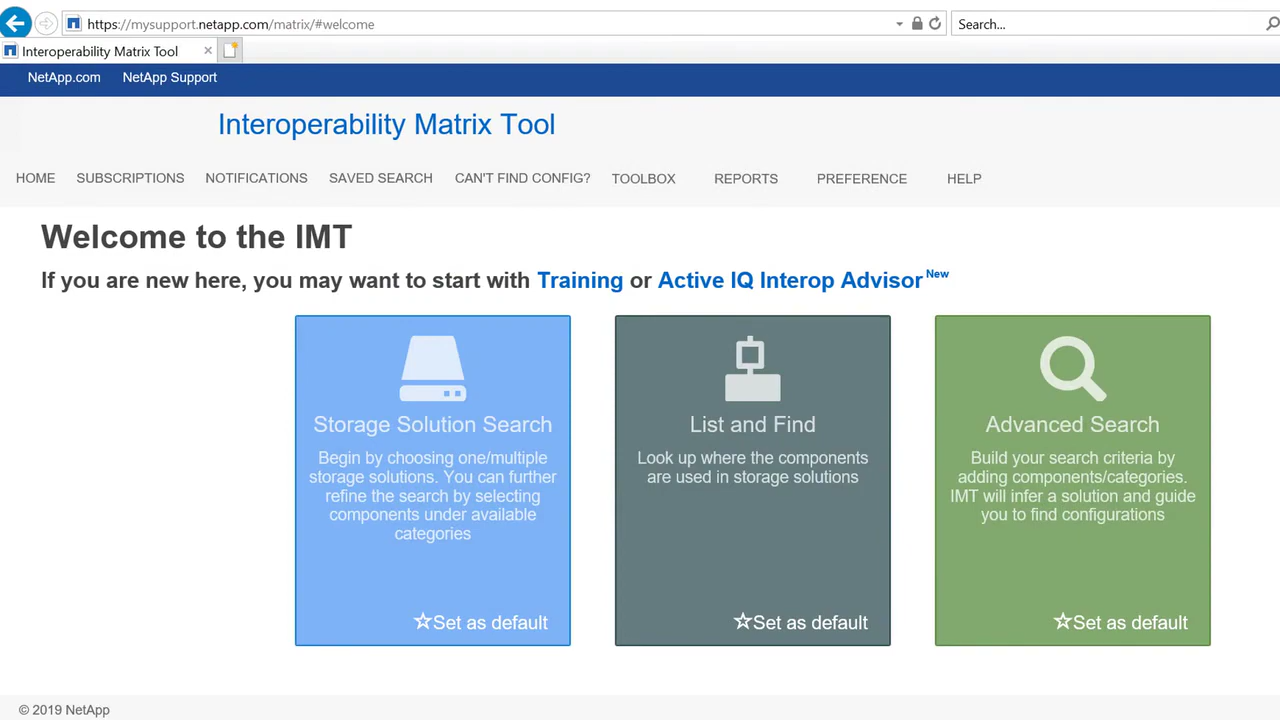 https://mysupport.netapp.com/matrix/#welcome
Search...
Interoperability Matrix Tool
NetApp.com NetApp Support
Interoperability Matrix Tool
HOME SUBSCRIPTIONS NOTIFICATIONS SAVED SEARCH CAN'T FIND CONFIG? TOOLBOX REPORTS PREFERENCE HELP
Welcome to the IMT
If you are new here, you may want to start with Training or Active IQ Interop Advisor New
Storage Solution Search
Begin by choosing one/multiple
storage solutions. You can further
refine the search by selecting
components under available
categories
Set as default
List and Find
Look up where the components
are used in storage solutions
Set as default
Advanced Search
Build your search criteria by
adding components/categories.
IMT will infer a solution and guide
you to find configurations
Set as default
© 2019 NetApp